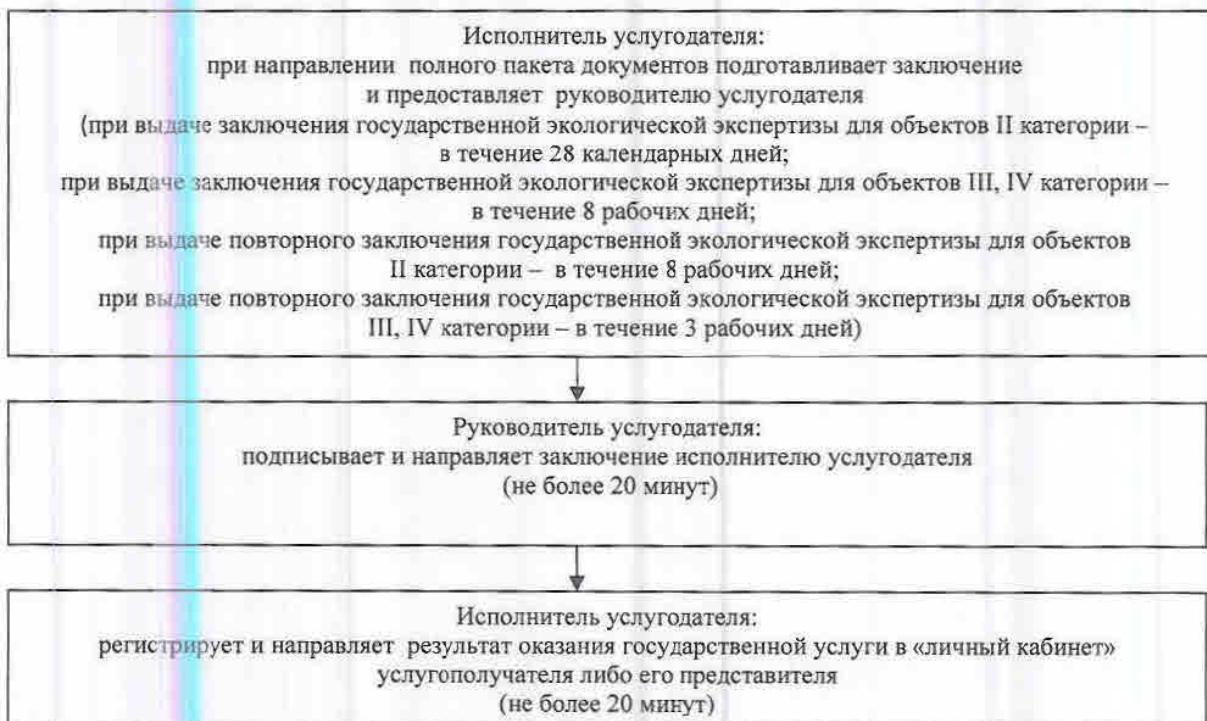 Исполнитель услугодателя:
при направлении полного пакета документов подготавливает заключение
и предоставляет руководителю услугодателя
(при выдаче заключения государственной экологической экспертизы для объектов II категории –
в течение 28 календарных дней;
при выдаче заключения государственной экологической экспертизы для объектов III, IV категории –
в течение 8 рабочих дней;
при выдаче повторного заключения государственной экологической экспертизы для объектов
II категории – в течение 8 рабочих дней;
при выдаче повторного заключения государственной экологической экспертизы для объектов
III, IV категории – в течение 3 рабочих дней)
Руководитель услугодателя:
подписывает и направляет заключение исполнителю услугодателя
(не более 20 минут)
Исполнитель услугодателя:
регистрирует и направляет результат оказания государственной услуги в «личный кабинет»
услугополучателя либо его представителя
(не более 20 минут)